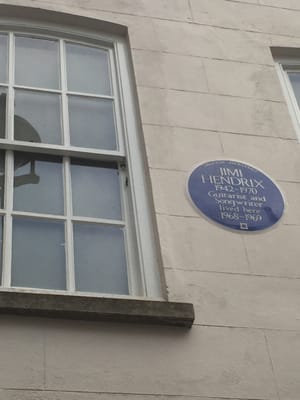 JIMI
HENDRIX
1942-1970
Guitarist and
Songwriter
lived here
1968-1969